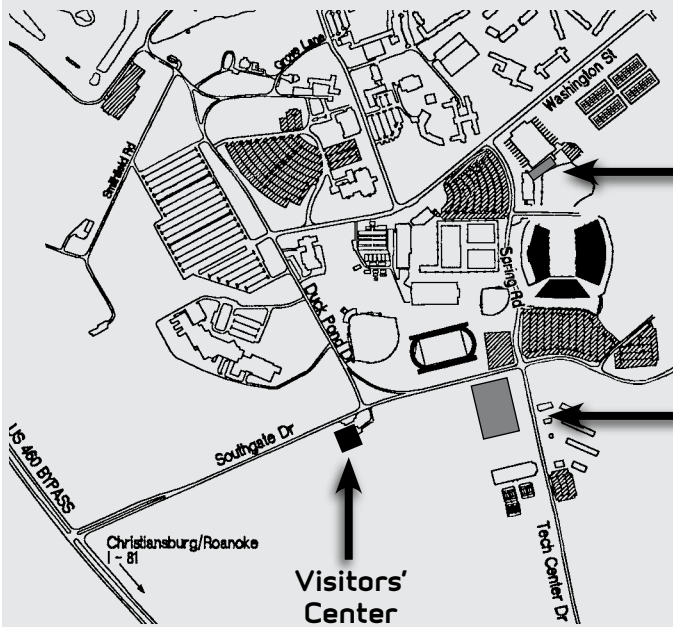 Grove Lane
Washington St
Smithfield Rd
Spring Rd
Duck Pond Dr
Southgate Dr
US 460 BYPASS
Christiansburg/Roanoke
I - 81
Tech Center Dr
Visitors'
Center